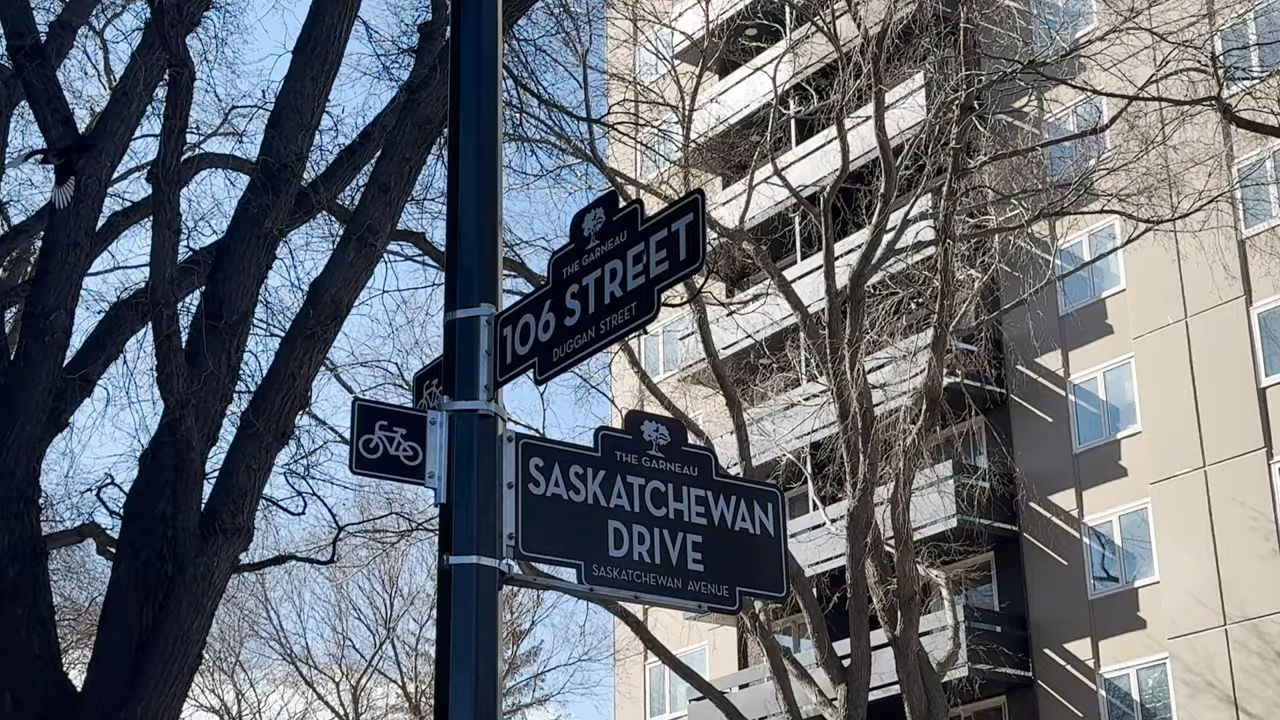 THE GARNEAU
106 STREET
DUGGAN STREET
THE GARNEAU
SASKATCHEWAN
DRIVE
SASKATCHEWAN AVENUE